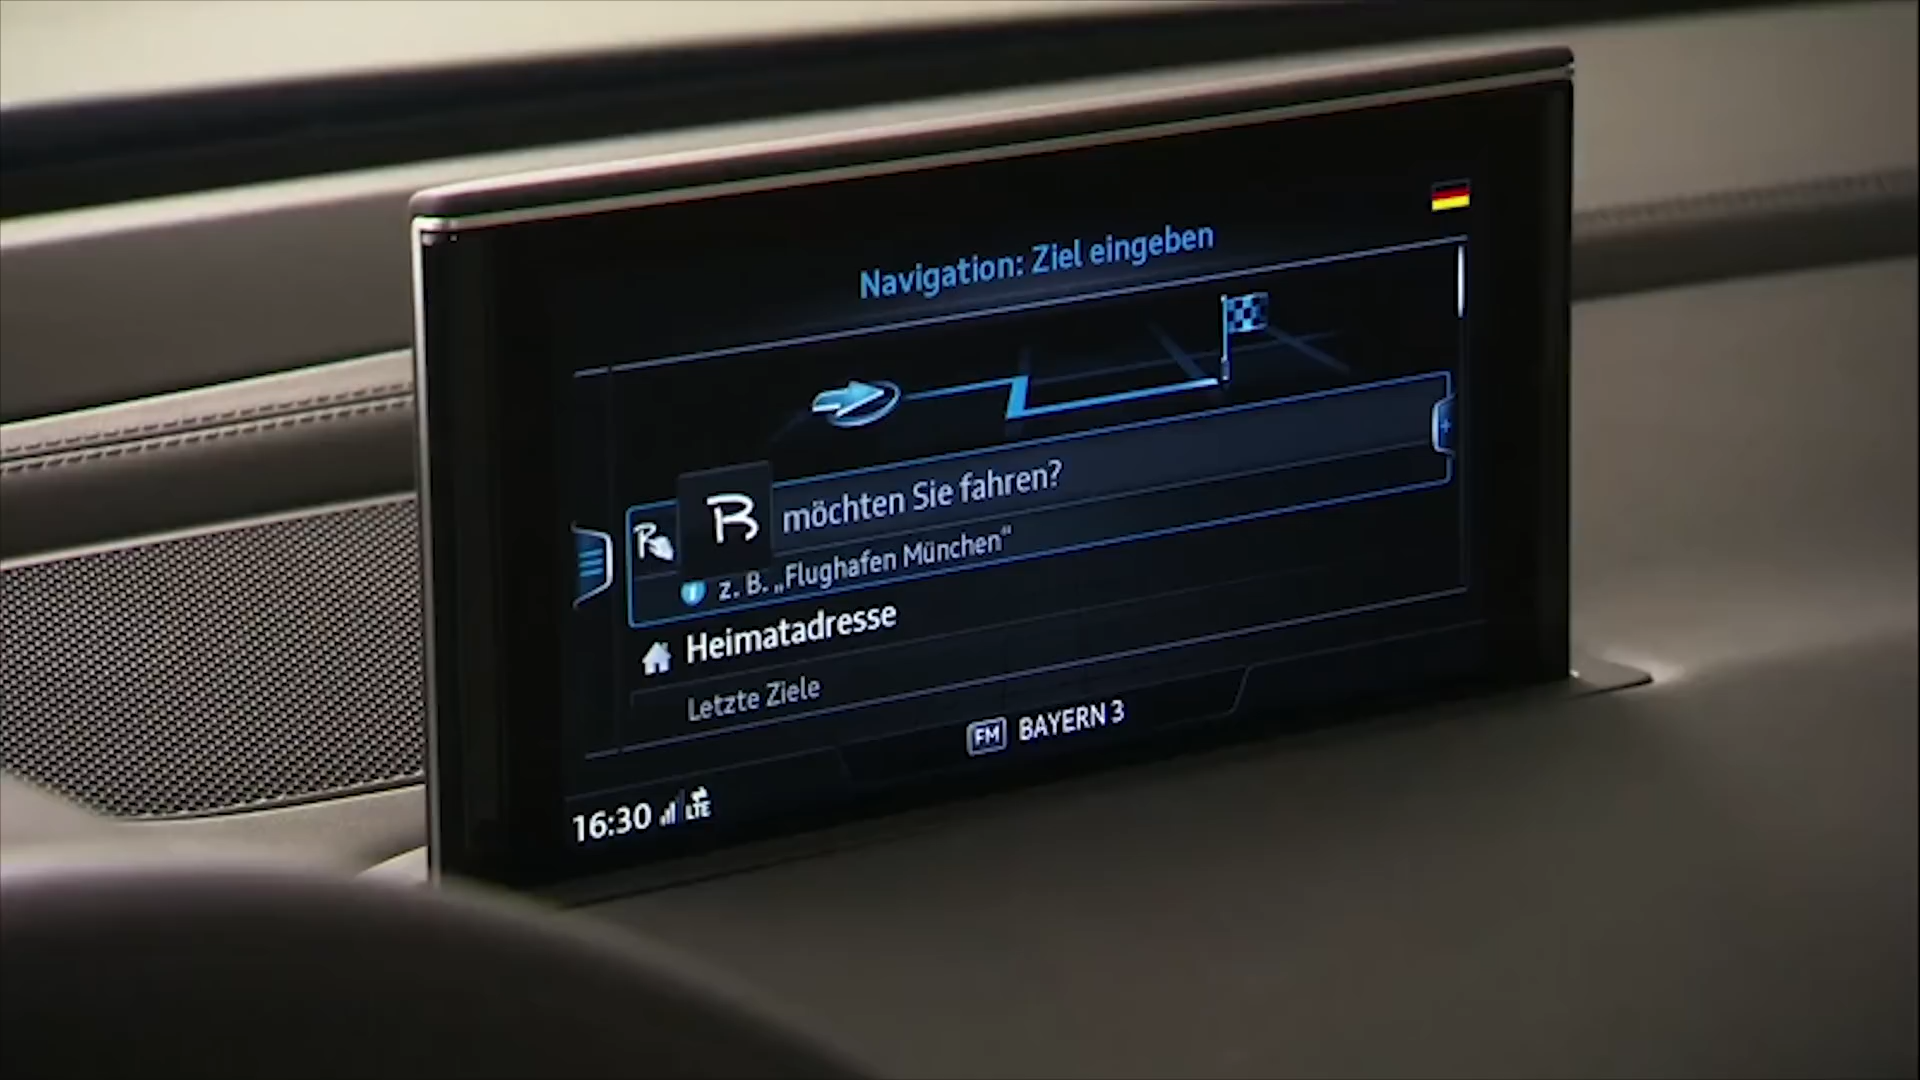 Navigation: Ziel eingeben
B möchten Sie fahren?
z. B. „Flughafen München“
Heimatadresse
Letzte Ziele
FM BAYERN 3
16:30 LTE